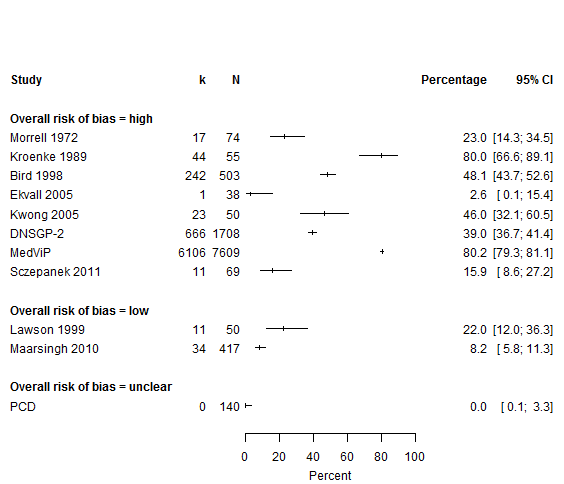 Study k N Percentage 95% CI
Overall risk of bias = high
Morrell 1972 17 74 23.0 [14.3; 34.5]
Kroenke 1989 44 55 80.0 [66.6; 89.1]
Bird 1998 242 503 48.1 [43.7; 52.6]
Ekvall 2005 1 38 2.6 [ 0.1; 15.4]
Kwong 2005 23 50 46.0 [32.1; 60.5]
DNSGP-2 666 1708 39.0 [36.7; 41.4]
MedViP 6106 7609 80.2 [79.3; 81.1]
Sczepanek 2011 11 69 15.9 [ 8.6; 27.2]
Overall risk of bias = low
Lawson 1999 11 50 22.0 [12.0; 36.3]
Maarsingh 2010 34 417 8.2 [ 5.8; 11.3]
Overall risk of bias = unclear
PCD 0 140 0.0 [ 0.1; 3.3]
0 20 40 60 80 100
Percent